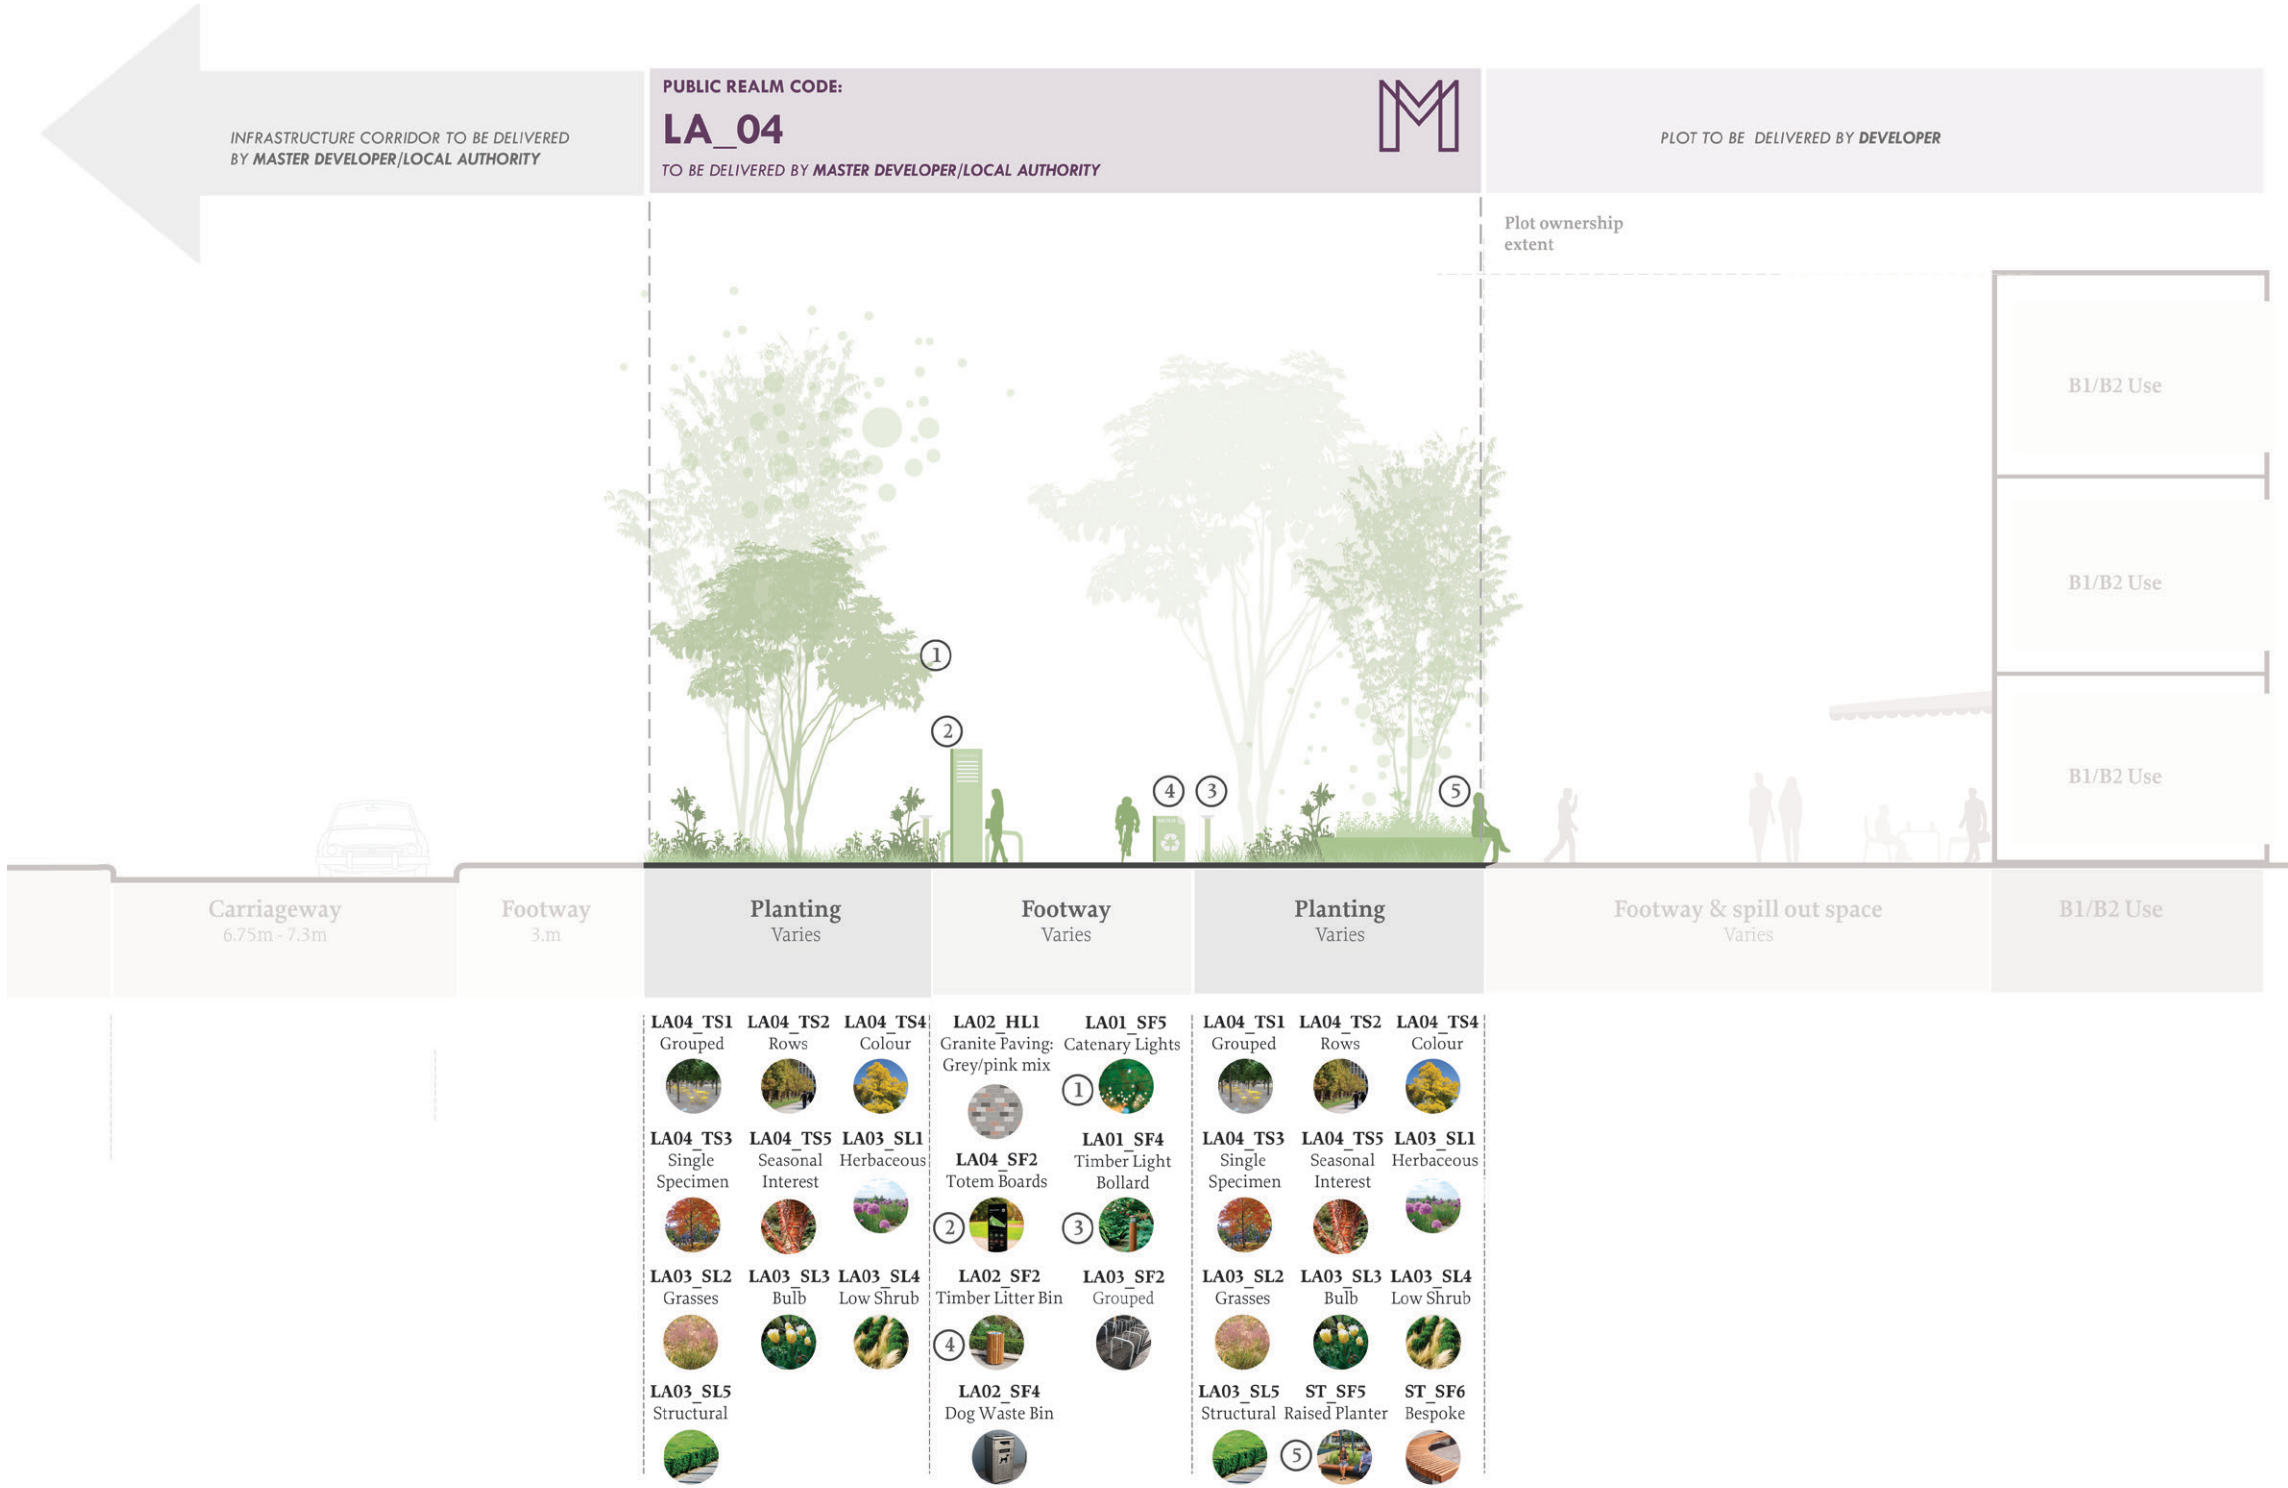 INFRASTRUCTURE CORRIDOR TO BE DELIVERED
BY MASTER DEVELOPER/LOCAL AUTHORITY
PUBLIC REALM CODE:
LA_04
TO BE DELIVERED BY MASTER DEVELOPER/LOCAL AUTHORITY
M
PLOT TO BE DELIVERED BY DEVELOPER
Plot ownership
extent
B1/B2 Use
B1/B2 Use
B1/B2 Use
1
2
4
3
5
Carriageway
6.75m - 7.3m
Footway
3.m
Planting
Varies
Footway
Varies
Planting
Varies
Footway & spill out space
Varies
B1/B2 Use
LA04_TS1
Grouped
LA04_TS2
Rows
LA04_TS4
Colour
LA04_TS3
Single
Specimen
LA04_TS5
Seasonal
Interest
LA03_SL1
Herbaceous
LA03_SL2
Grasses
LA03_SL3
Bulb
LA03_SL4
Low Shrub
LA03_SL5
Structural
LA02_HL1
Granite Paving:
Grey/pink mix
LA01_SF5
Catenary Lights
1
LA04_SF2
Totem Boards
2
LA01_SF4
Timber Light
Bollard
3
LA02_SF2
Timber Litter Bin
4
LA03_SF2
Grouped
LA02_SF4
Dog Waste Bin
LA04_TS1
Grouped
LA04_TS2
Rows
LA04_TS4
Colour
LA04_TS3
Single
Specimen
LA04_TS5
Seasonal
Interest
LA03_SL1
Herbaceous
LA03_SL2
Grasses
LA03_SL3
Bulb
LA03_SL4
Low Shrub
LA03_SL5
Structural
ST_SF5
Raised Planter
5
ST_SF6
Bespoke